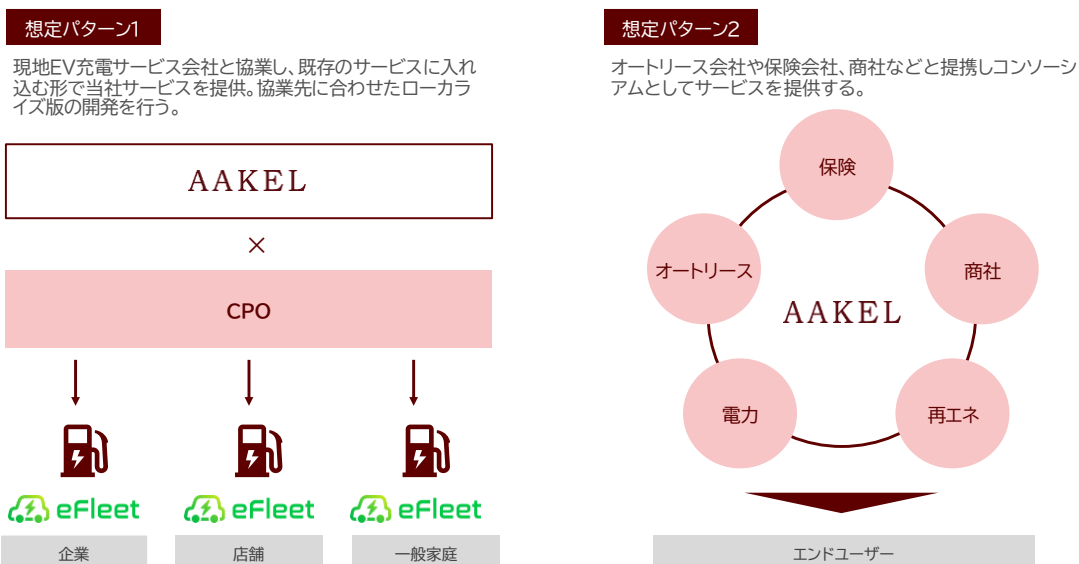 想定パターン1
現地EV充電サービス会社と協業し、既存のサービスに入れ
込む形で当社サービスを提供。協業先に合わせたローカラ
イズ版の開発を行う。
AAKEL
×
CPO
eFleet
eFleet
eFleet
企業
店舗
一般家庭
想定パターン2
オートリース会社や保険会社、商社などと提携しコンソーシ
アムとしてサービスを提供する。
保険
オートリース
商社
AAKEL
電力
再エネ
エンドユーザー